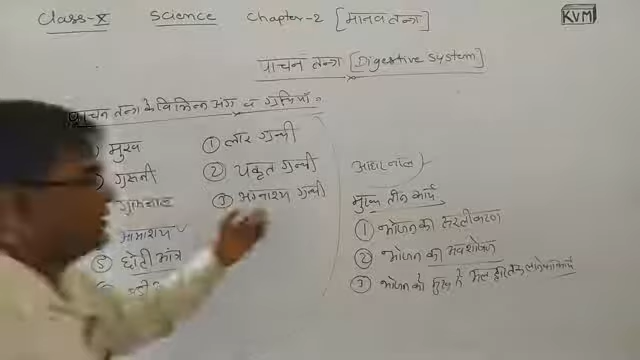 Class-X Science Chapter-2 [मानव तन्त्र]
KVM
पाचन तन्त्र [Digestive System]
पाचन तन्त्र के विभिन्न अंग व ग्रन्थियाँ
मुख
ग्रसनी
आमाशय
⑤ छोटी आंत्र
① लार ग्रन्थी
② यकृत ग्रन्थी
③ अग्नाशय ग्रन्थी
आहारनाल
मुख्य तीन कार्य
① भोजन का सरलीकरण
② भोजन का अवशोषण
③ भोजन को मुख से मल द्वार तक लाने का कार्य